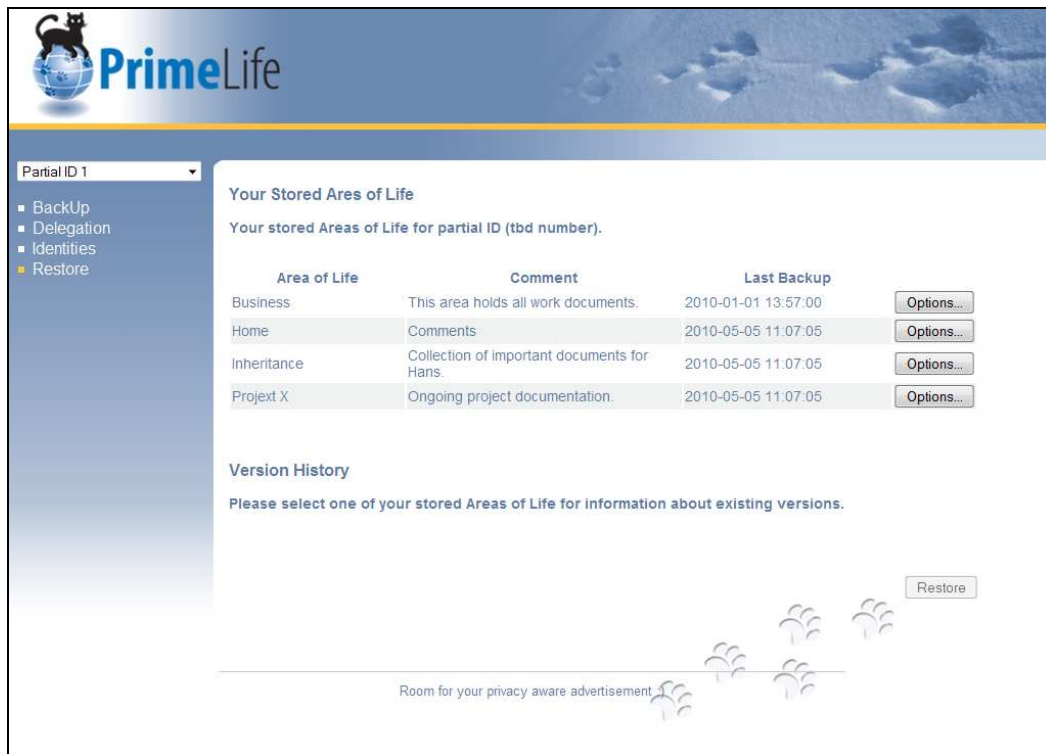 PrimeLife
Partial ID 1
BackUp
Delegation
Identities
Restore
Your Stored Ares of Life
Your stored Areas of Life for partial ID (tbd number).
Area of Life Comment Last Backup
Business This area holds all work documents. 2010-01-01 13:57:00 Options...
Home Comments 2010-05-05 11:07:05 Options...
Inheritance Collection of important documents for Hans. 2010-05-05 11:07:05 Options...
Projext X Ongoing project documentation. 2010-05-05 11:07:05 Options...
Version History
Please select one of your stored Areas of Life for information about existing versions.
Restore
Room for your privacy aware advertisement :)